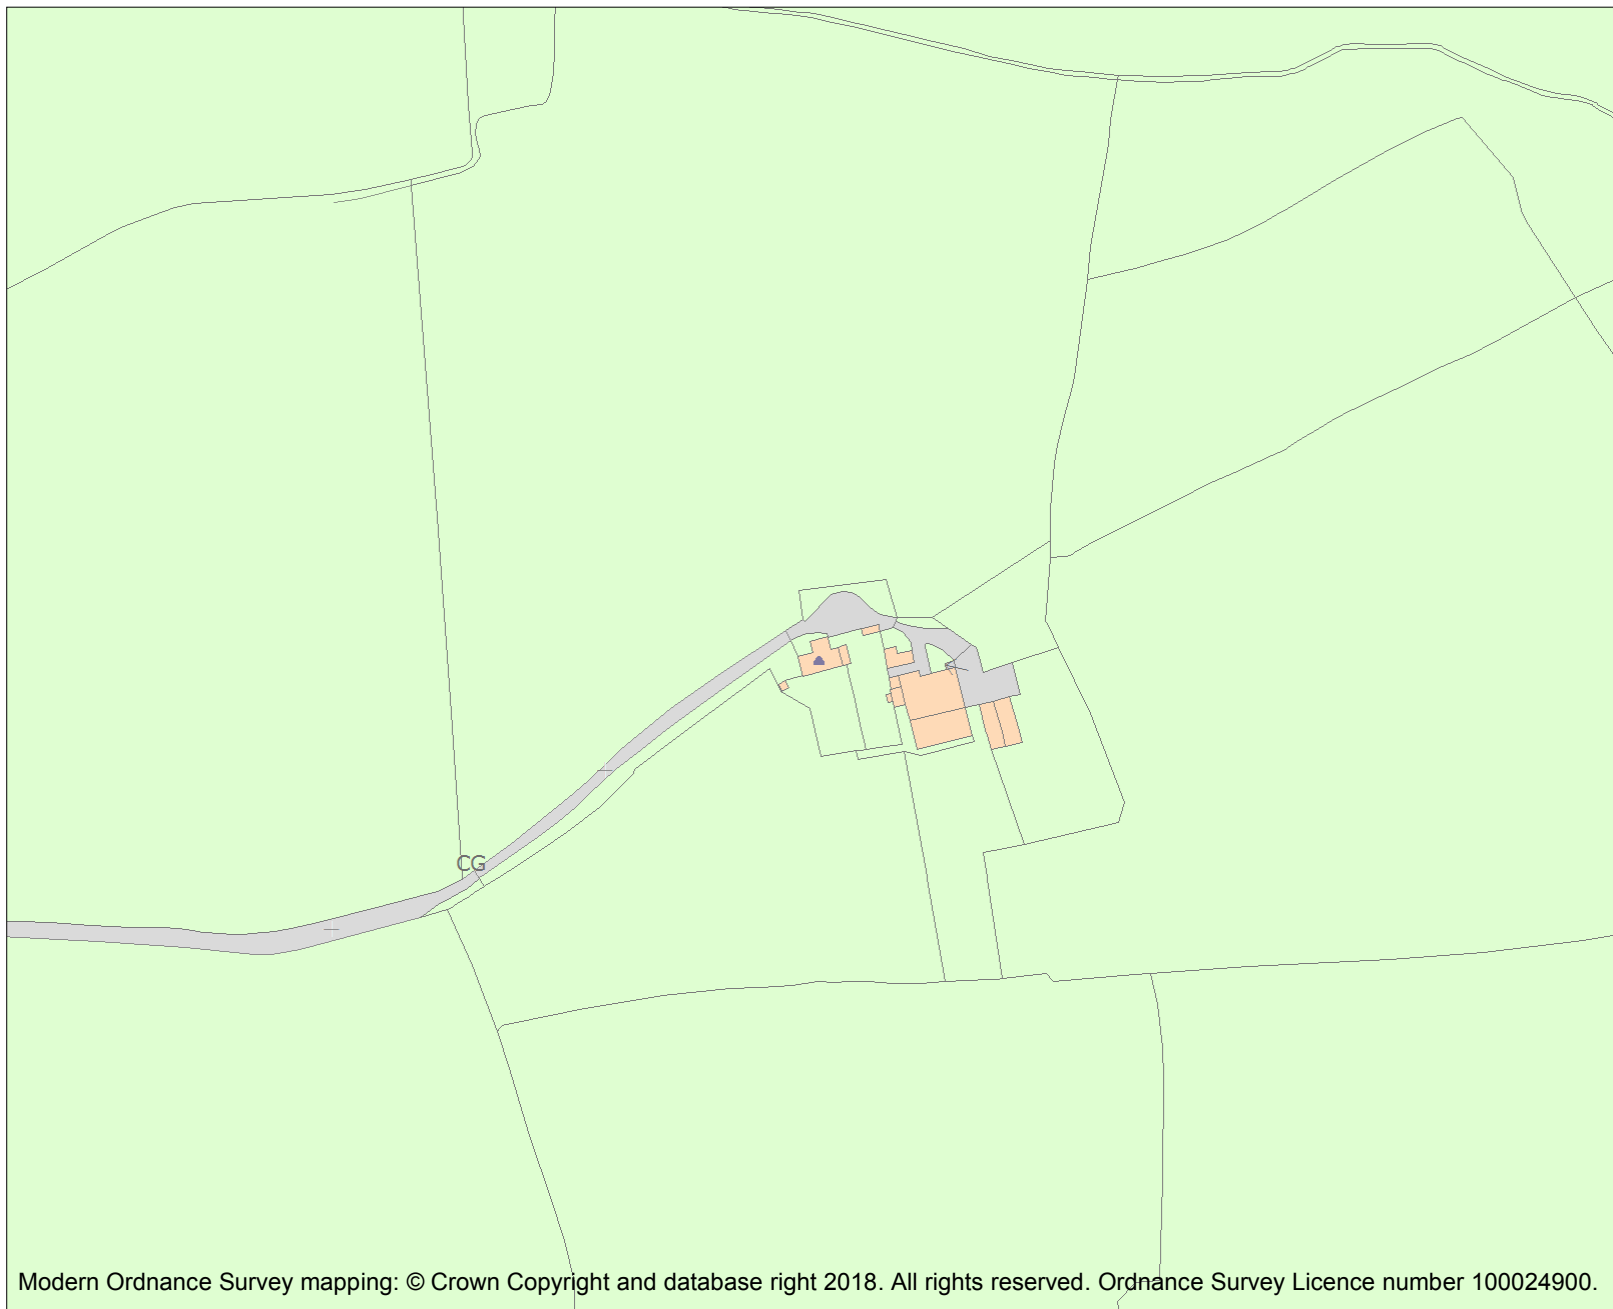 CG
Modern Ordnance Survey mapping: © Crown Copyright and database right 2018. All rights reserved. Ordnance Survey Licence number 100024900.